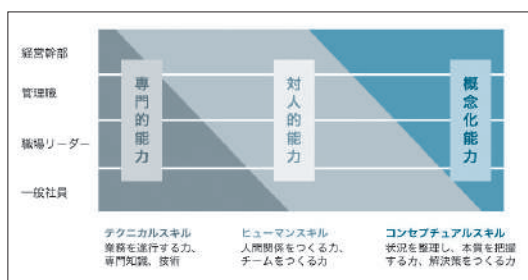 経営幹部
管理職
職場リーダー
一般社員
専門的能力
対人的能力
概念化能力
テクニカルスキル
業務を遂行する力、
専門知識、技術
ヒューマンスキル
人間関係をつくる力、
チームをつくる力
コンセプチュアルスキル
状況を整理し、本質を把握
する力、解決策をつくる力